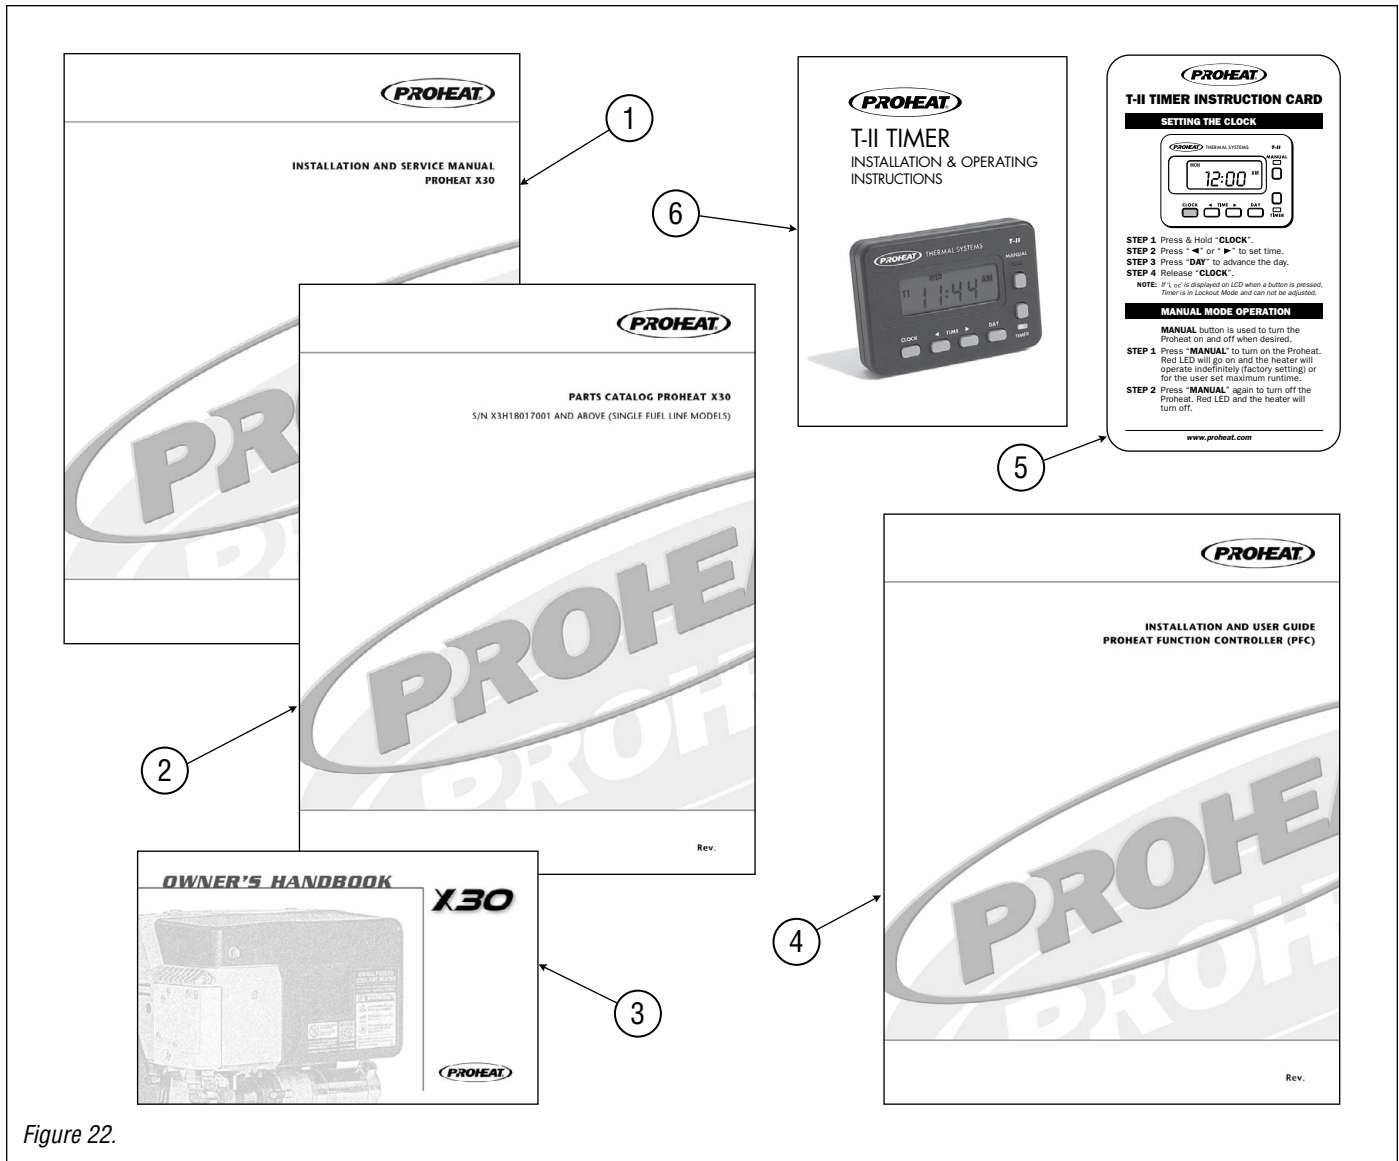 PROHEAT
INSTALLATION AND SERVICE MANUAL
PROHEAT X30
1
PROHEAT
PARTS CATALOG PROHEAT X30
S/N X3H18017001 AND ABOVE (SINGLE FUEL LINE MODELS)
PROHEAT
Rev.
2
OWNER'S HANDBOOK
X30
PROHEAT
3
PROHEAT
T-II TIMER
INSTALLATION & OPERATING
INSTRUCTIONS
PROHEAT THERMAL SYSTEMS T-II
MANUAL
WED
T1 11:44 AM
CLOCK ◄ TIME ► DAY
TIMER
6
PROHEAT
T-II TIMER INSTRUCTION CARD
SETTING THE CLOCK
PROHEAT THERMAL SYSTEMS T-II
MANUAL
MON
12:00 AM
CLOCK ◄ TIME ► DAY
TIMER
STEP 1 Press & Hold “CLOCK”.
STEP 2 Press “ ◄” or “ ►” to set time.
STEP 3 Press “DAY” to advance the day.
STEP 4 Release “CLOCK”.
NOTE: If ‘Loc’ is displayed on LCD when a button is pressed,
Timer is in Lockout Mode and can not be adjusted.
MANUAL MODE OPERATION
MANUAL button is used to turn the
Proheat on and off when desired.
STEP 1 Press “MANUAL” to turn on the Proheat.
Red LED will go on and the heater will
operate indefinitely (factory setting) or
for the user set maximum runtime.
STEP 2 Press “MANUAL” again to turn off the
Proheat. Red LED and the heater will
turn off.
www.proheat.com
5
PROHEAT
INSTALLATION AND USER GUIDE
PROHEAT FUNCTION CONTROLLER (PFC)
Rev.
4
Figure 22.